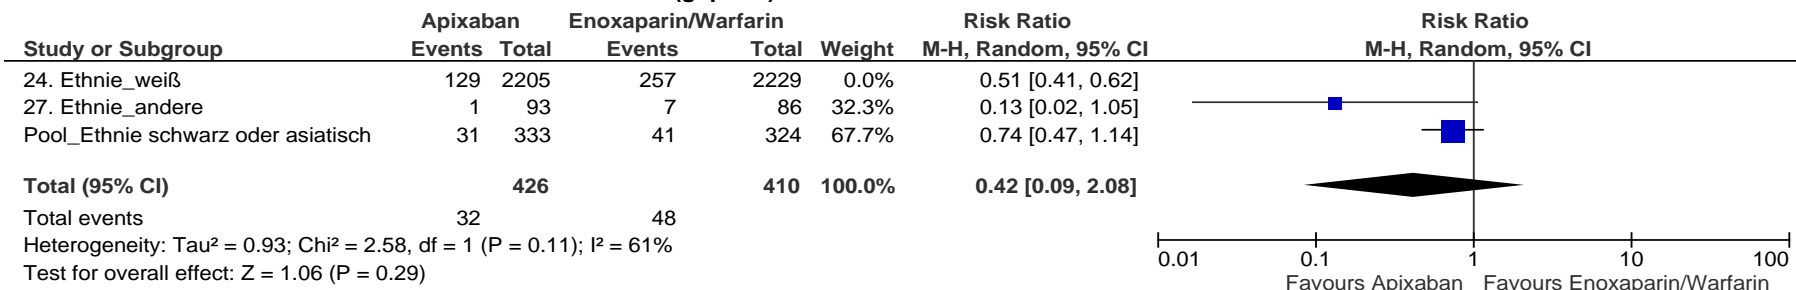 Apixaban Enoxaparin/Warfarin Risk Ratio Risk Ratio
Study or Subgroup Events Total Events Total Weight M-H, Random, 95% CI M-H, Random, 95% CI
24. Ethnie_weiß 129 2205 257 2229 0.0% 0.51 [0.41, 0.62]
27. Ethnie_andere 1 93 7 86 32.3% 0.13 [0.02, 1.05]
Pool_Ethnie schwarz oder asiatisch 31 333 41 324 67.7% 0.74 [0.47, 1.14]
Total (95% CI) 426 410 100.0% 0.42 [0.09, 2.08]
Total events 32 48
Heterogeneity: Tau² = 0.93; Chi² = 2.58, df = 1 (P = 0.11); I² = 61%
Test for overall effect: Z = 1.06 (P = 0.29)
0.01 0.1 1 10 100
Favours Apixaban Favours Enoxaparin/Warfarin